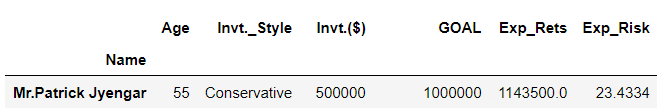 Age Invt._Style Invt.($) GOAL Exp_Rets Exp_Risk
Name
Mr.Patrick Jyengar 55 Conservative 500000 1000000 1143500.0 23.4334